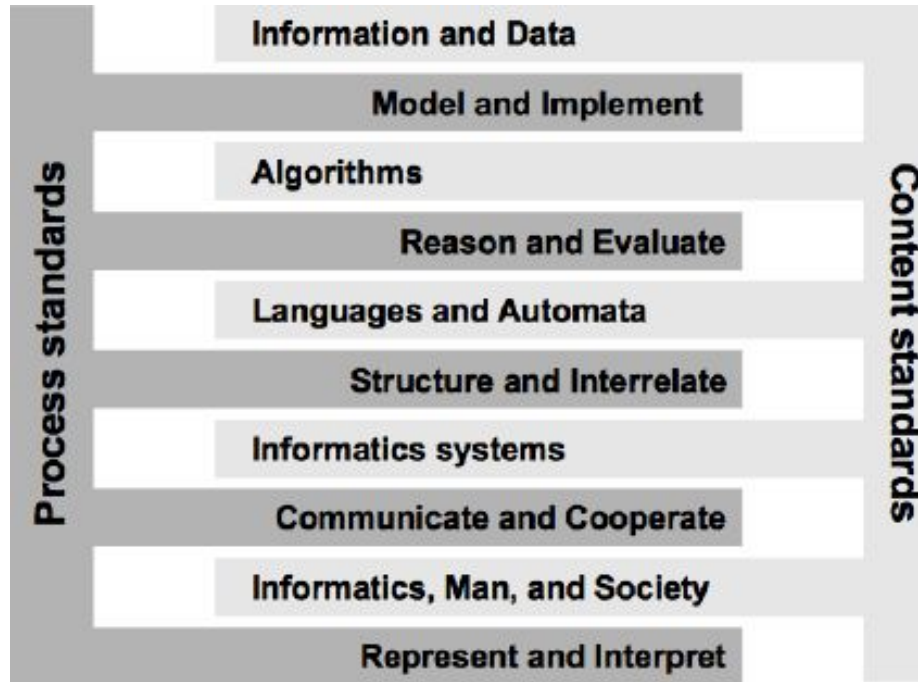 Process standards
Information and Data
Model and Implement
Algorithms
Reason and Evaluate
Languages and Automata
Structure and Interrelate
Informatics systems
Communicate and Cooperate
Informatics, Man, and Society
Represent and Interpret
Content standards